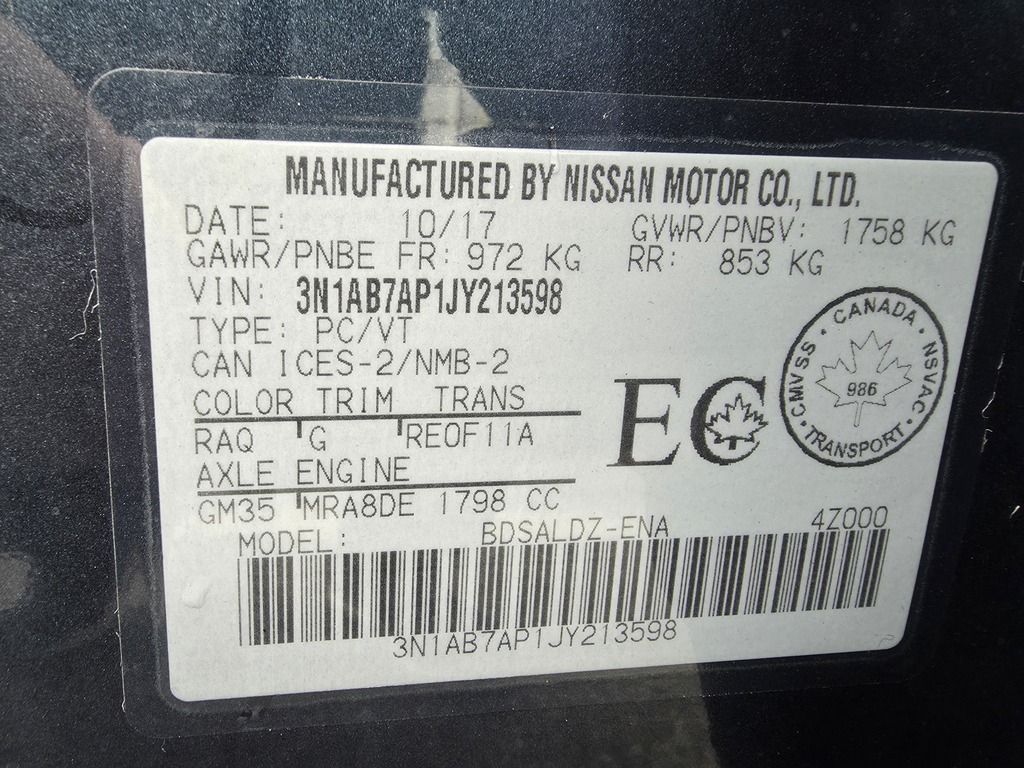 MANUFACTURED BY NISSAN MOTOR CO., LTD.
DATE: 10/17 GVWR/PNBV: 1758 KG
GAWR/PNBE FR: 972 KG RR: 853 KG
VIN: 3N1AB7AP1JY213598
TYPE: PC/VT
CAN ICES-2/NMB-2
COLOR TRIM TRANS
RAQ G RE0F11A
AXLE ENGINE
GM35 MRA8DE 1798 CC
MODEL: BDSALDZ-ENA 4Z000
3N1AB7AP1JY213598
EC
CANADA · NSVAC · TRANSPORT · CMVSS ·
986